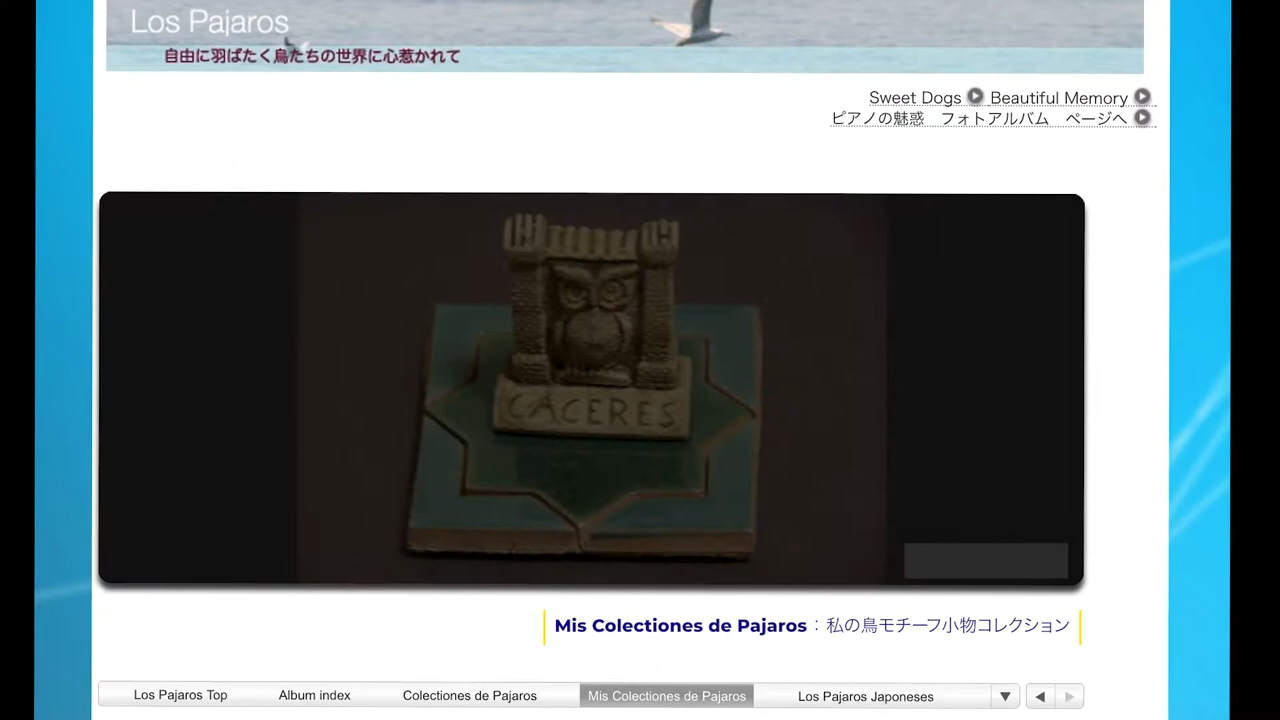 Los Pajaros
自由に羽ばたく鳥たちの世界に心惹かれて
Sweet Dogs Beautiful Memory
ピアノの魅惑 フォトアルバム ページへ
CACERES
Mis Colectiones de Pajaros：私の鳥モチーフ小物コレクション
Los Pajaros Top Album index Colectiones de Pajaros Mis Colectiones de Pajaros Los Pajaros Japoneses